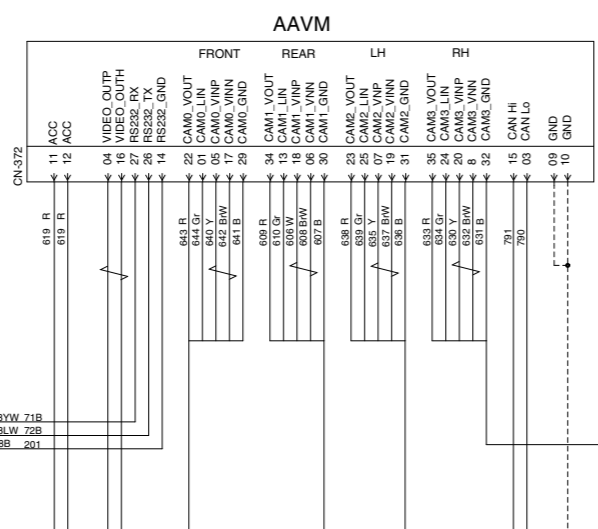 AAVM
FRONT REAR LH RH
ACC
ACC
VIDEO_OUTP
VIDEO_OUTH
RS232_RX
RS232_TX
RS232_GND
CAM0_VOUT
CAM0_LIN
CAM0_VINP
CAM0_VINN
CAM0_GND
CAM1_VOUT
CAM1_LIN
CAM1_VINP
CAM1_VNN
CAM1_GND
CAM2_VOUT
CAM2_LIN
CAM2_VNP
CAM2_VINN
CAM2_GND
CAM3_VOUT
CAM3_LIN
CAM3_VINP
CAM3_VNN
CAM3_GND
CAN Hi
CAN Lo
GND
GND
CN-372
11 12 04 16 27 26 14 22 01 05 17 29 34 13 18 06 30 23 25 07 19 31 35 24 20 8 32 15 03 09 10
619 R
619 R
643 R
644 Gr
640 Y
642 BrW
641 B
609 R
610 Gr
606 W
608 BrW
607 B
638 R
639 Gr
635 Y
637 BrW
636 B
633 R
634 Gr
630 Y
632 BrW
631 B
791
790
YW 71B
LW 72B
B 201